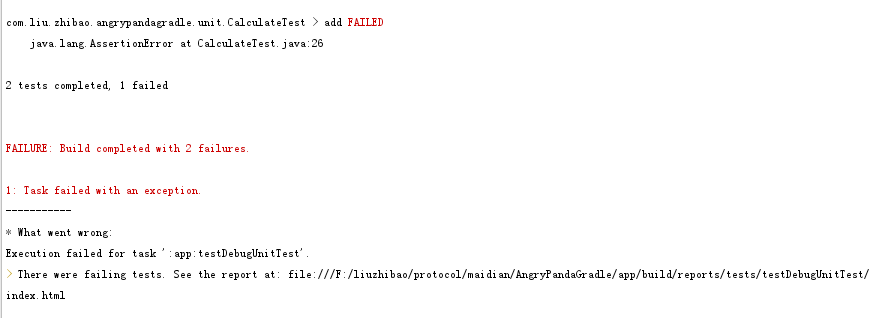 com.liu.zhibao.angrypandagradle.unit.CalculateTest > add FAILED
java.lang.AssertionError at CalculateTest.java:26
2 tests completed, 1 failed
FAILURE: Build completed with 2 failures.
1: Task failed with an exception.
-----------
* What went wrong:
Execution failed for task ':app:testDebugUnitTest'.
> There were failing tests. See the report at: file:///F:/liuzhibao/protocol/maidian/AngryPandaGradle/app/build/reports/tests/testDebugUnitTest/
index.html